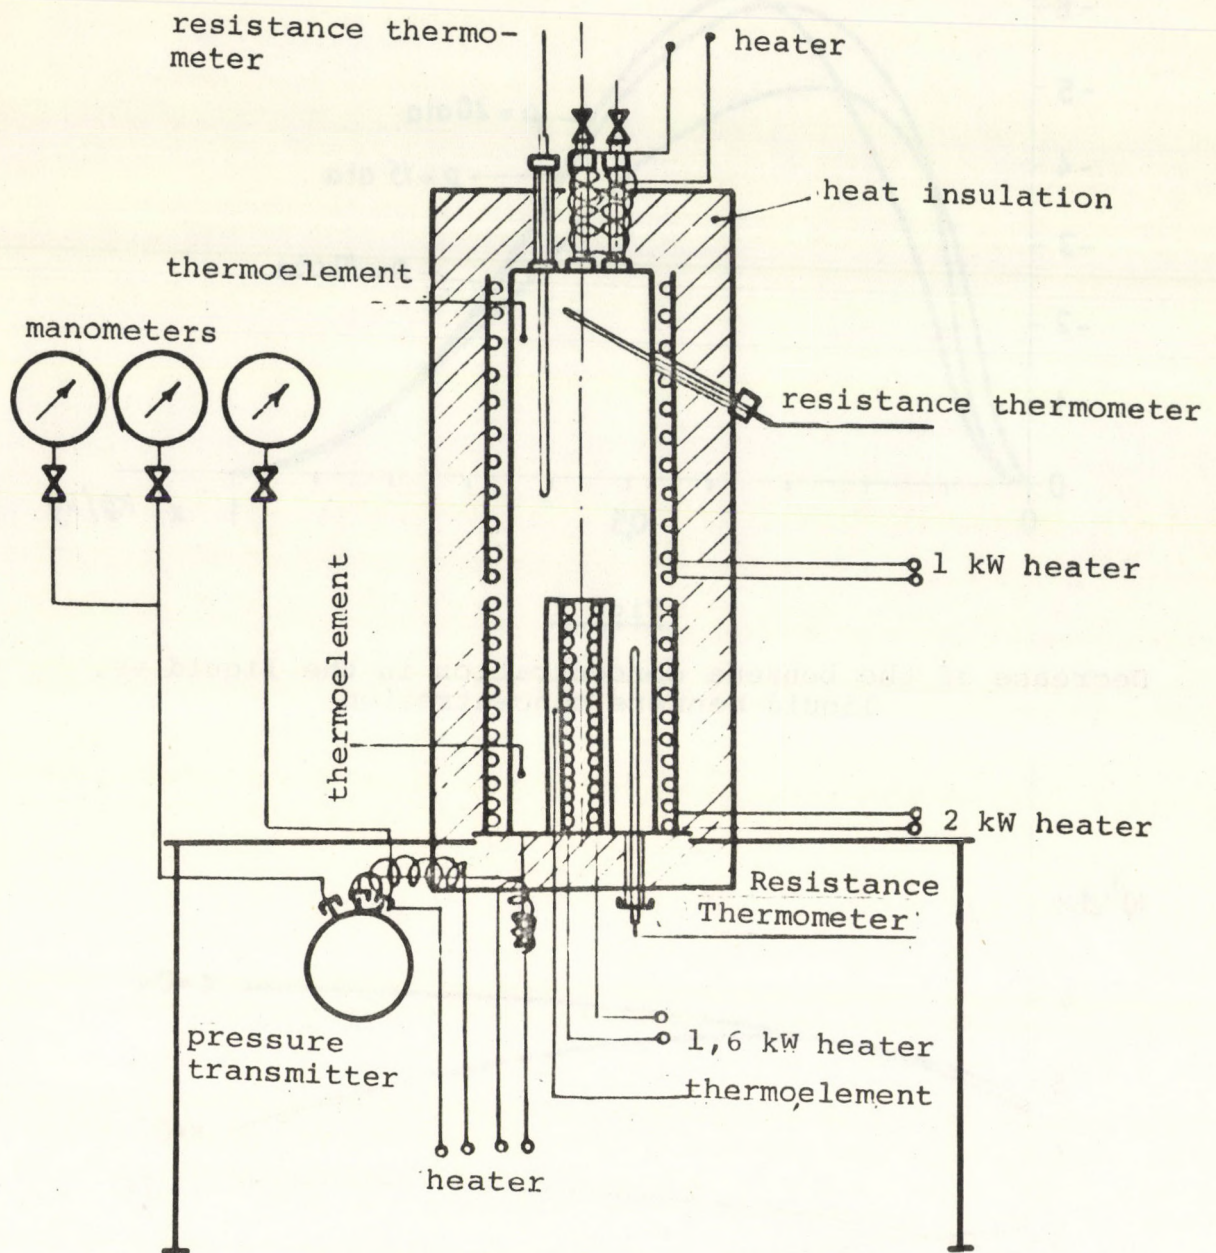 resistance thermo-
meter
heater
heat insulation
thermoelement
manometers
resistance thermometer
1 kW heater
thermoelement
2 kW heater
Resistance
Thermometer
pressure
transmitter
1,6 kW heater
thermoelement
heater